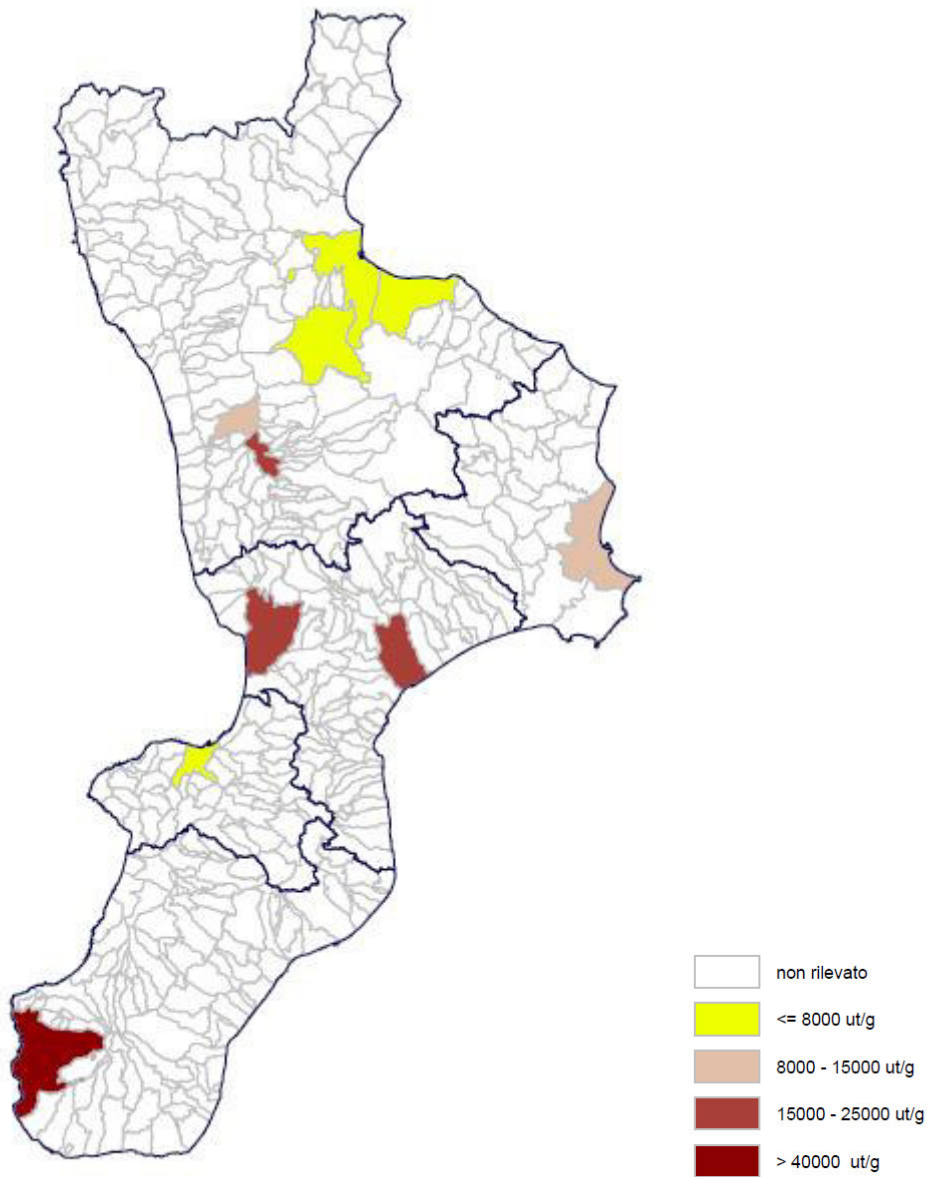 non rilevato
<= 8000 ut/g
8000 - 15000 ut/g
15000 - 25000 ut/g
> 40000 ut/g